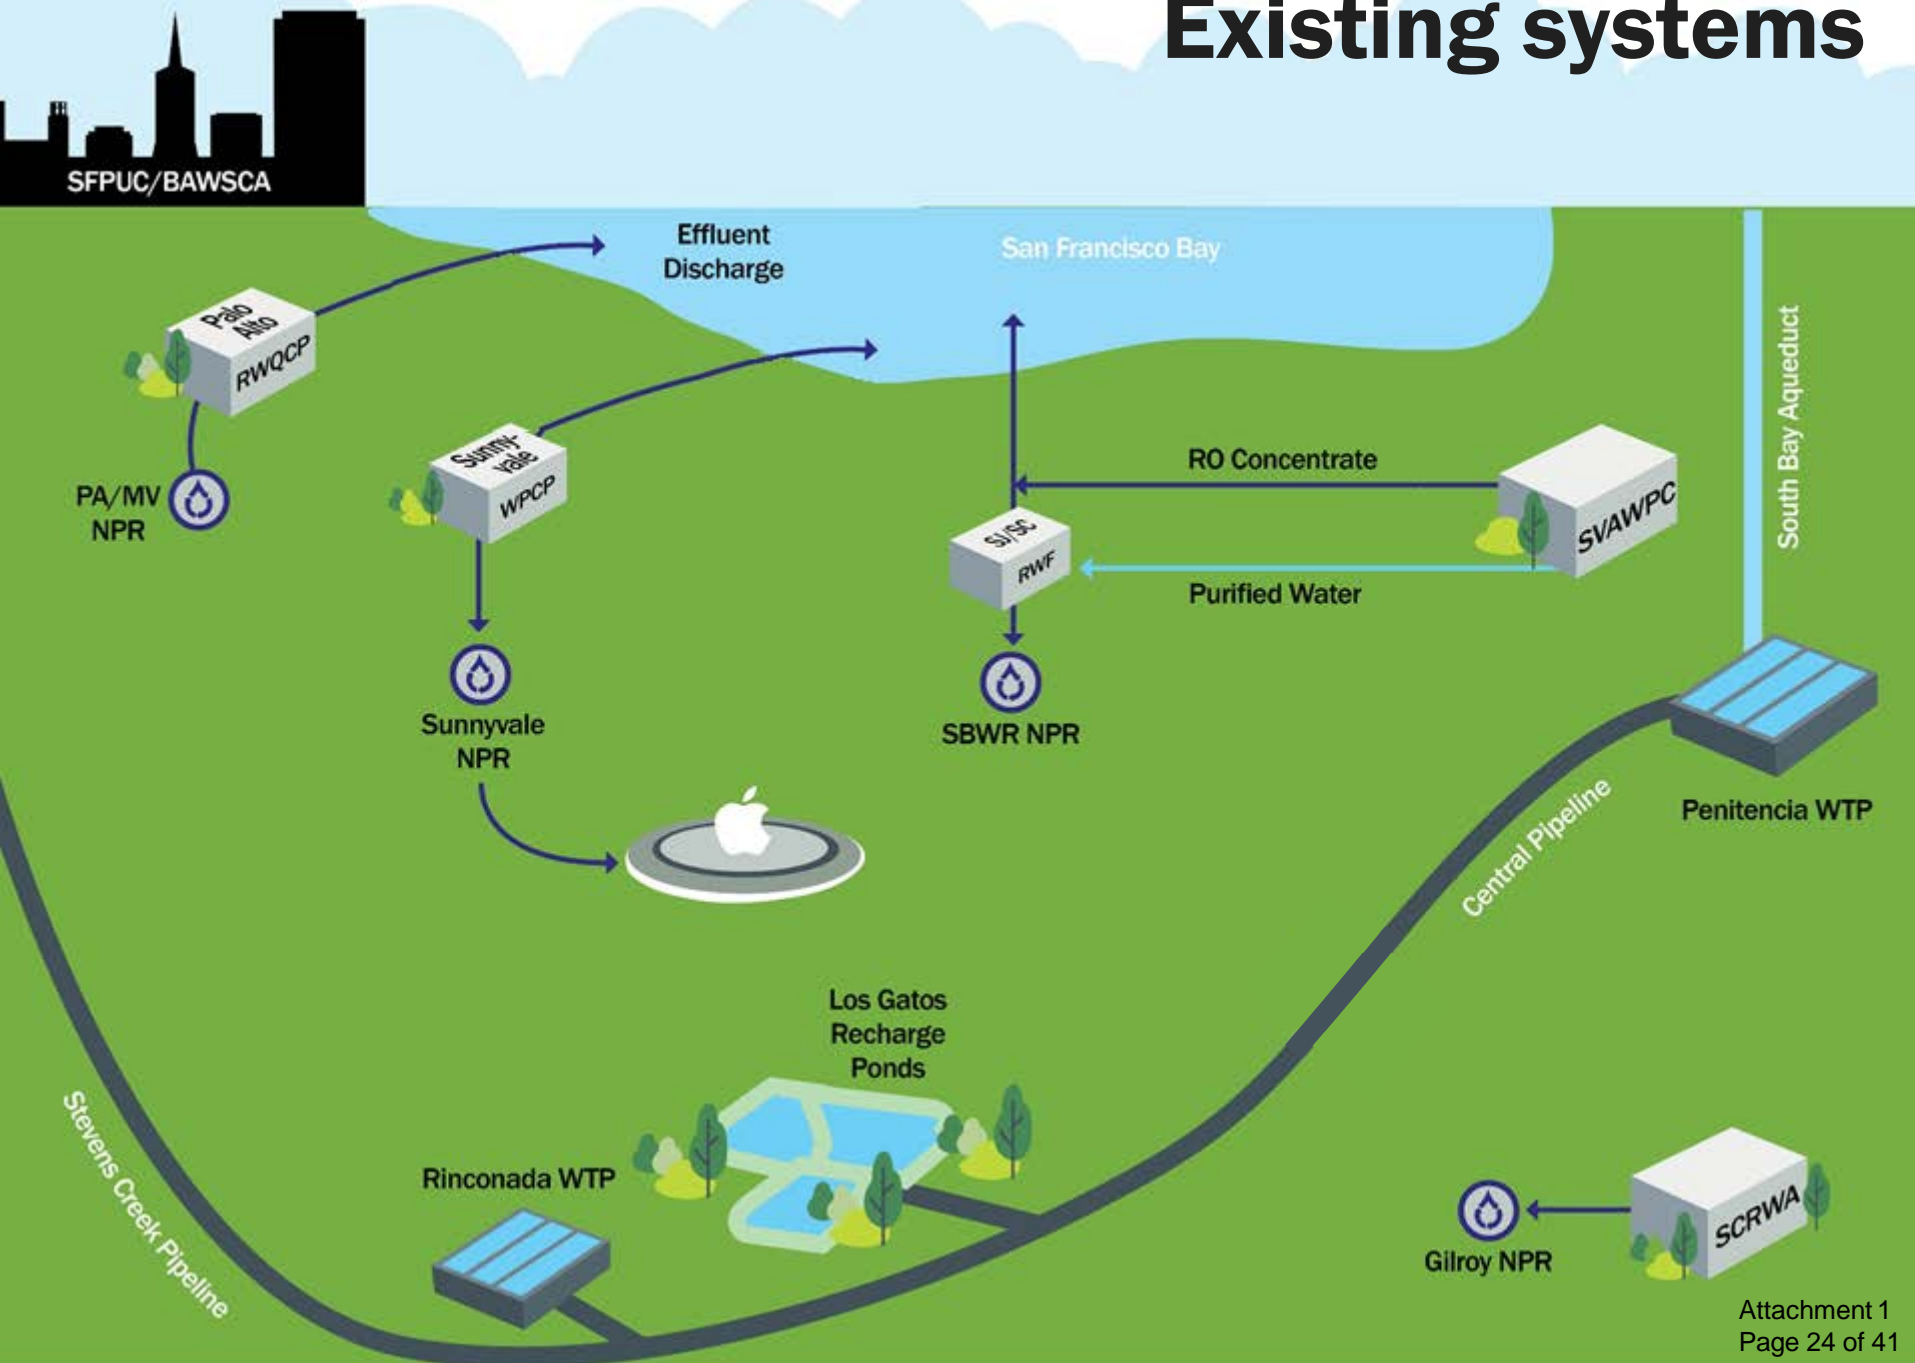 Existing systems
SFPUC/BAWSCA
Effluent
Discharge
San Francisco Bay
Palo
Alto
RWQCP
PA/MV
NPR
Sunny-
vale
WPCP
RO Concentrate
SVAWPC
South Bay Aqueduct
SJ/SC
RWF
Purified Water
Sunnyvale
NPR
SBWR NPR
Penitencia WTP
Central Pipeline
Los Gatos
Recharge
Ponds
Stevens Creek Pipeline
Rinconada WTP
SCRWA
Gilroy NPR
Attachment 1
Page 24 of 41